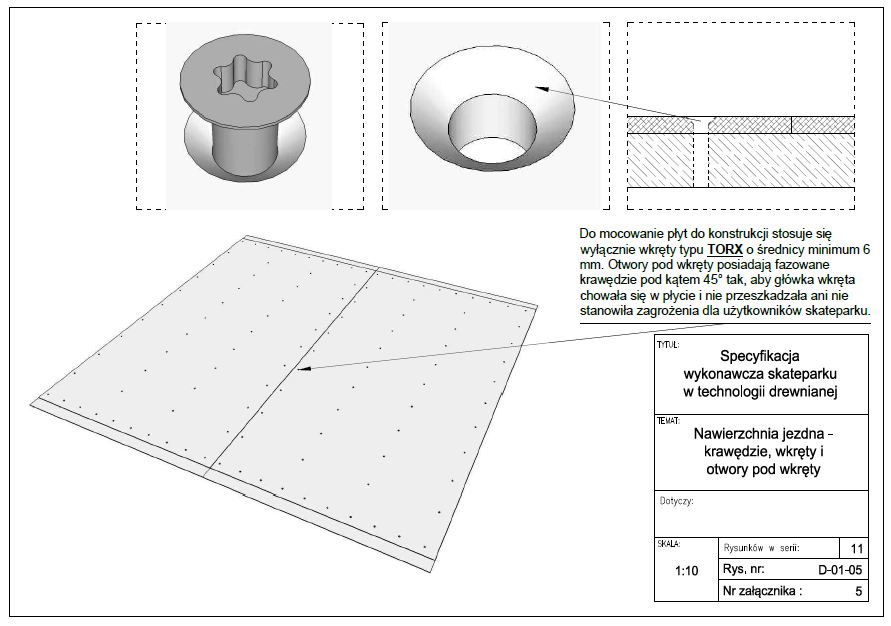 Do mocowanie płyt do konstrukcji stosuje się
wyłącznie wkręty typu TORX o średnicy minimum 6
mm. Otwory pod wkręty posiadają fazowane
krawędzie pod kątem 45° tak, aby główka wkręta
chowała się w płycie i nie przeszkadzała ani nie
stanowiła zagrożenia dla użytkowników skateparku.
TYTUŁ:
Specyfikacja
wykonawcza skateparku
w technologii drewnianej
TEMAT:
Nawierzchnia jezdna -
krawędzie, wkręty i
otwory pod wkręty
Dotyczy:
SKALA:
1:10
Rysunków w serii: 11
Rys, nr: D-01-05
Nr załącznika : 5